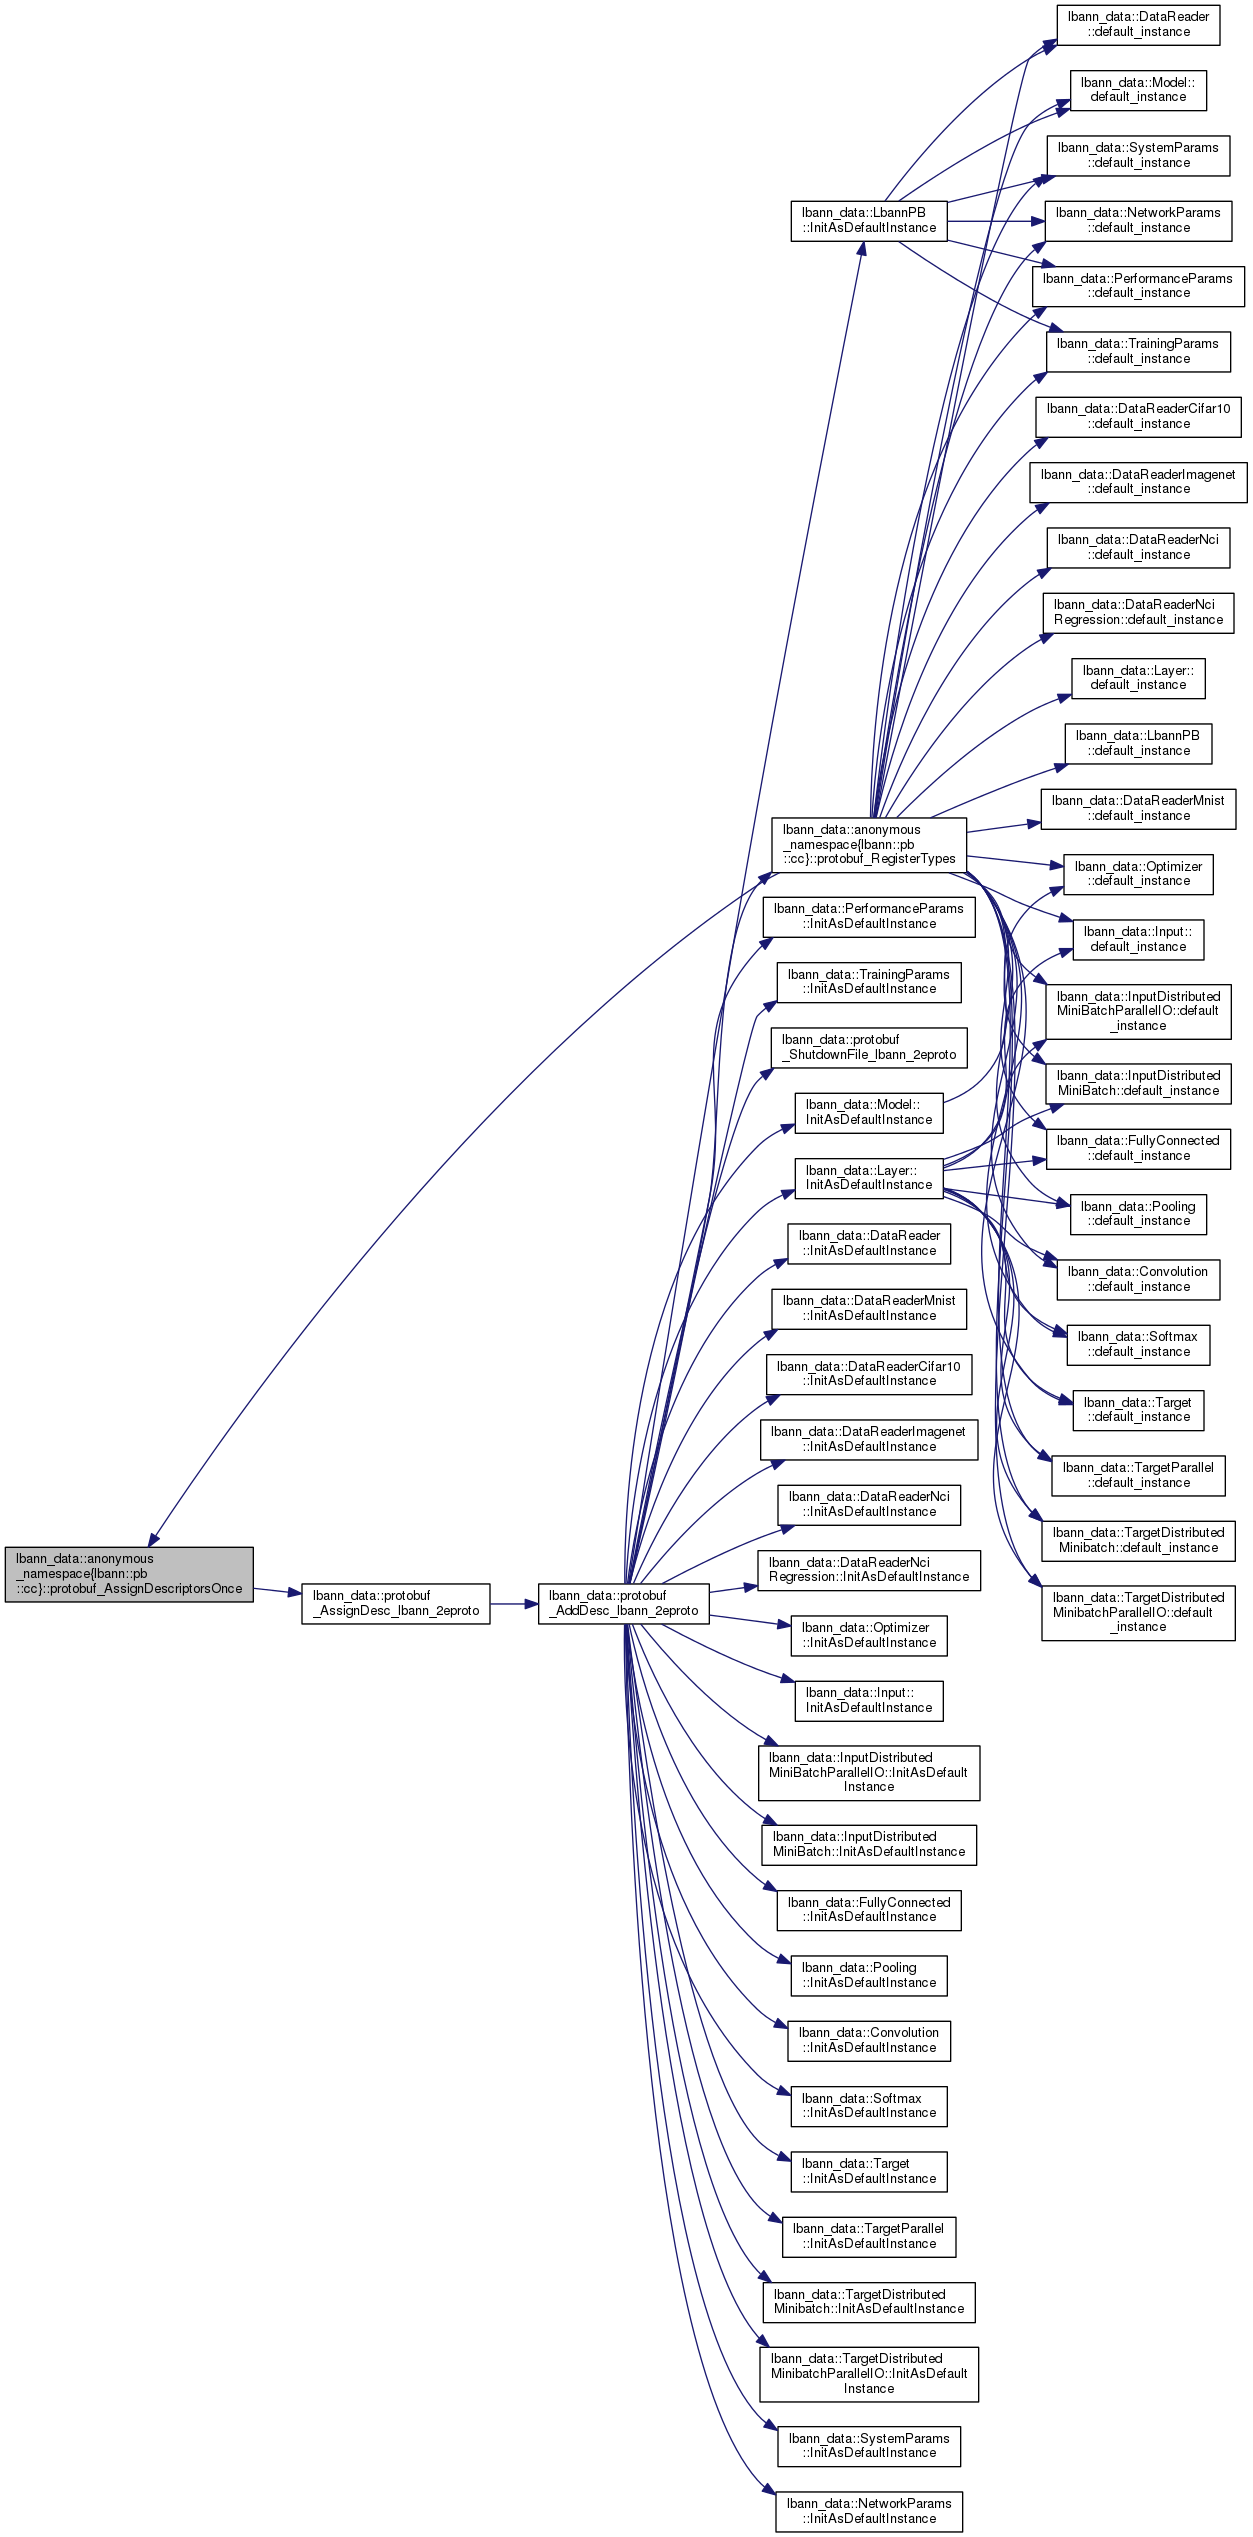 lbann_data::anonymous
_namespace{lbann::pb
::cc}::protobuf_AssignDescriptorsOnce
lbann_data::protobuf
_AssignDesc_lbann_2eproto
lbann_data::protobuf
_AddDesc_lbann_2eproto
lbann_data::LbannPB
::InitAsDefaultInstance
lbann_data::anonymous
_namespace{lbann::pb
::cc}::protobuf_RegisterTypes
lbann_data::PerformanceParams
::InitAsDefaultInstance
lbann_data::TrainingParams
::InitAsDefaultInstance
lbann_data::protobuf
_ShutdownFile_lbann_2eproto
lbann_data::Model::
InitAsDefaultInstance
lbann_data::Layer::
InitAsDefaultInstance
lbann_data::DataReader
::InitAsDefaultInstance
lbann_data::DataReaderMnist
::InitAsDefaultInstance
lbann_data::DataReaderCifar10
::InitAsDefaultInstance
lbann_data::DataReaderImagenet
::InitAsDefaultInstance
lbann_data::DataReaderNci
::InitAsDefaultInstance
lbann_data::DataReaderNci
Regression::InitAsDefaultInstance
lbann_data::Optimizer
::InitAsDefaultInstance
lbann_data::Input::
InitAsDefaultInstance
lbann_data::InputDistributed
MiniBatchParallelIO::InitAsDefault
Instance
lbann_data::InputDistributed
MiniBatch::InitAsDefaultInstance
lbann_data::FullyConnected
::InitAsDefaultInstance
lbann_data::Pooling
::InitAsDefaultInstance
lbann_data::Convolution
::InitAsDefaultInstance
lbann_data::Softmax
::InitAsDefaultInstance
lbann_data::Target
::InitAsDefaultInstance
lbann_data::TargetParallel
::InitAsDefaultInstance
lbann_data::TargetDistributed
Minibatch::InitAsDefaultInstance
lbann_data::TargetDistributed
MinibatchParallelIO::InitAsDefault
Instance
lbann_data::SystemParams
::InitAsDefaultInstance
lbann_data::NetworkParams
::InitAsDefaultInstance
lbann_data::DataReader
::default_instance
lbann_data::Model::
default_instance
lbann_data::SystemParams
::default_instance
lbann_data::NetworkParams
::default_instance
lbann_data::PerformanceParams
::default_instance
lbann_data::TrainingParams
::default_instance
lbann_data::DataReaderCifar10
::default_instance
lbann_data::DataReaderImagenet
::default_instance
lbann_data::DataReaderNci
::default_instance
lbann_data::DataReaderNci
Regression::default_instance
lbann_data::Layer::
default_instance
lbann_data::LbannPB
::default_instance
lbann_data::DataReaderMnist
::default_instance
lbann_data::Optimizer
::default_instance
lbann_data::Input::
default_instance
lbann_data::InputDistributed
MiniBatchParallelIO::default
_instance
lbann_data::InputDistributed
MiniBatch::default_instance
lbann_data::FullyConnected
::default_instance
lbann_data::Pooling
::default_instance
lbann_data::Convolution
::default_instance
lbann_data::Softmax
::default_instance
lbann_data::Target
::default_instance
lbann_data::TargetParallel
::default_instance
lbann_data::TargetDistributed
Minibatch::default_instance
lbann_data::TargetDistributed
MinibatchParallelIO::default
_instance